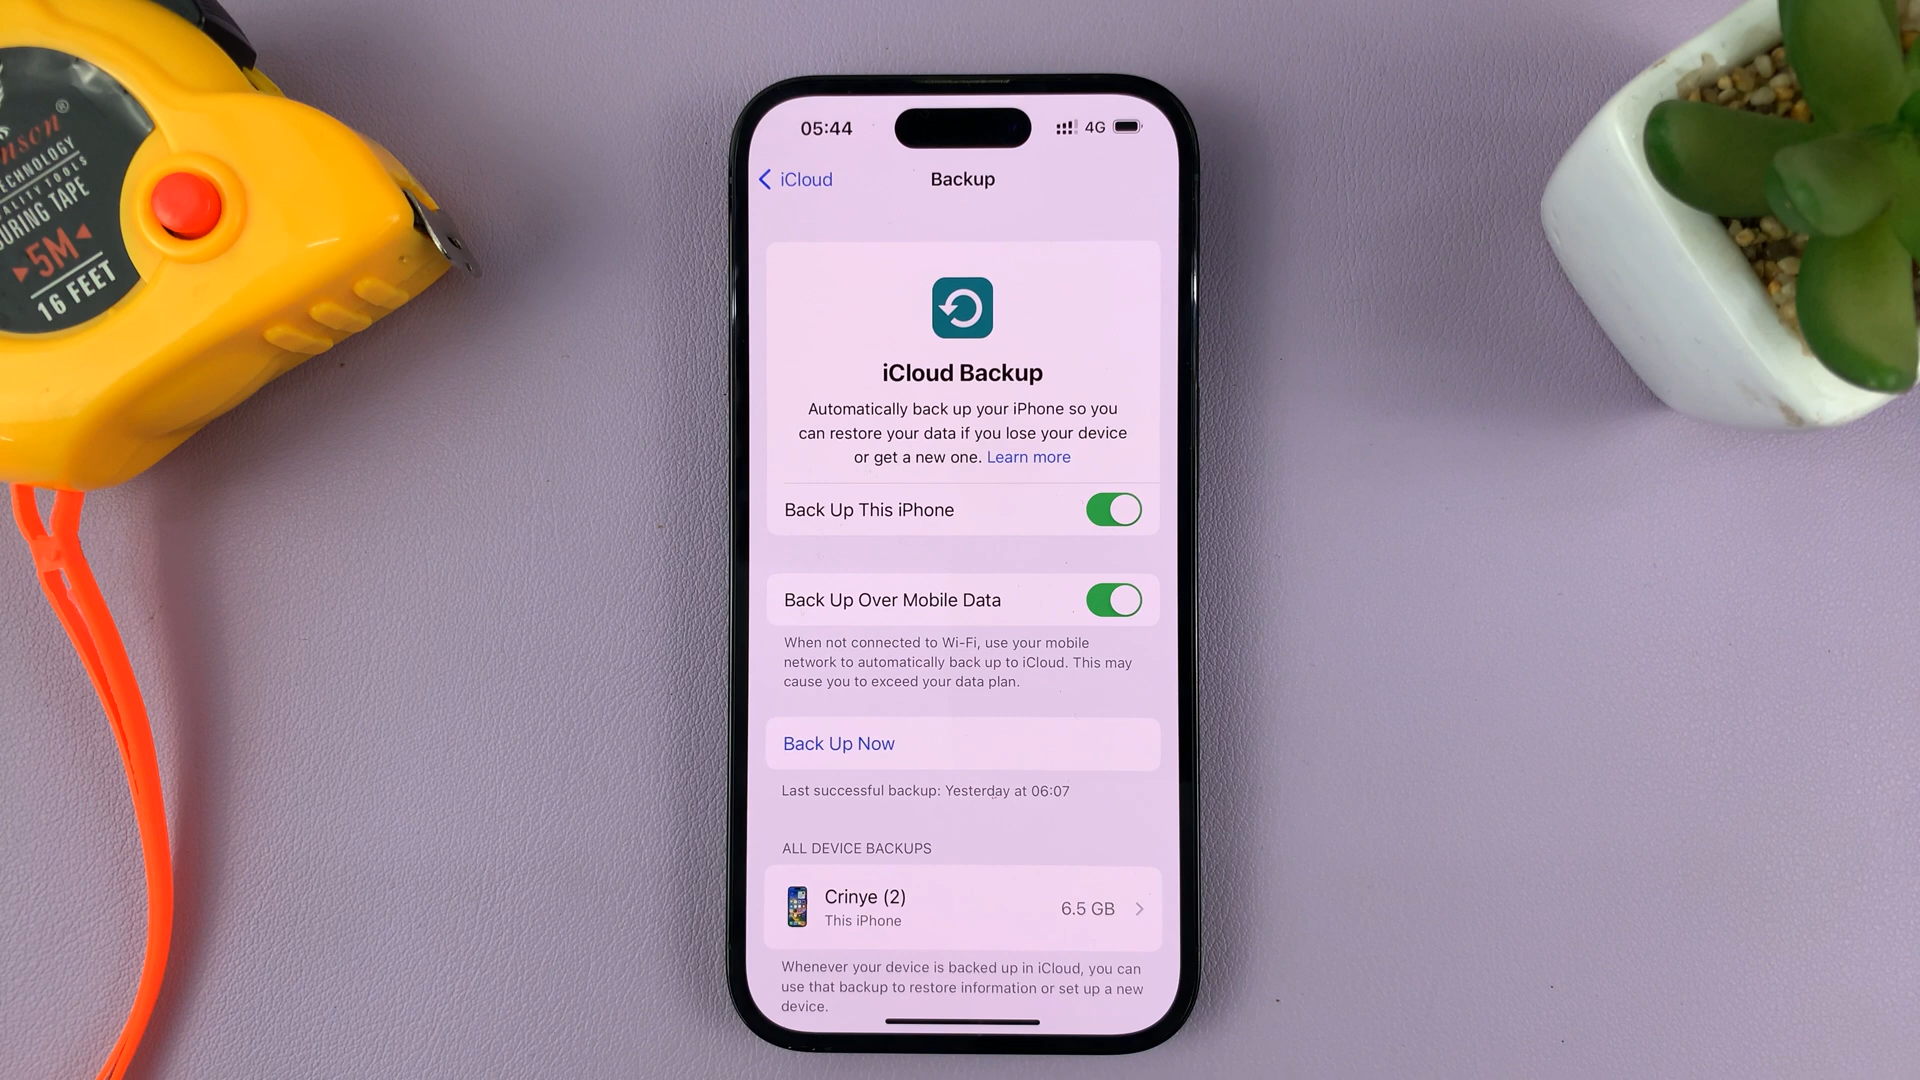 ®
TECHNOLOGY
QUALITY TOOLS
MEASURING TAPE
5M
16 FEET
05:44
4G
iCloud
Backup
iCloud Backup
Automatically back up your iPhone so you
can restore your data if you lose your device
or get a new one. Learn more
Back Up This iPhone
Back Up Over Mobile Data
When not connected to Wi-Fi, use your mobile
network to automatically back up to iCloud. This may
cause you to exceed your data plan.
Back Up Now
Last successful backup: Yesterday at 06:07
ALL DEVICE BACKUPS
Crinye (2)
6.5 GB
This iPhone
Whenever your device is backed up in iCloud, you can
use that backup to restore information or set up a new
device.